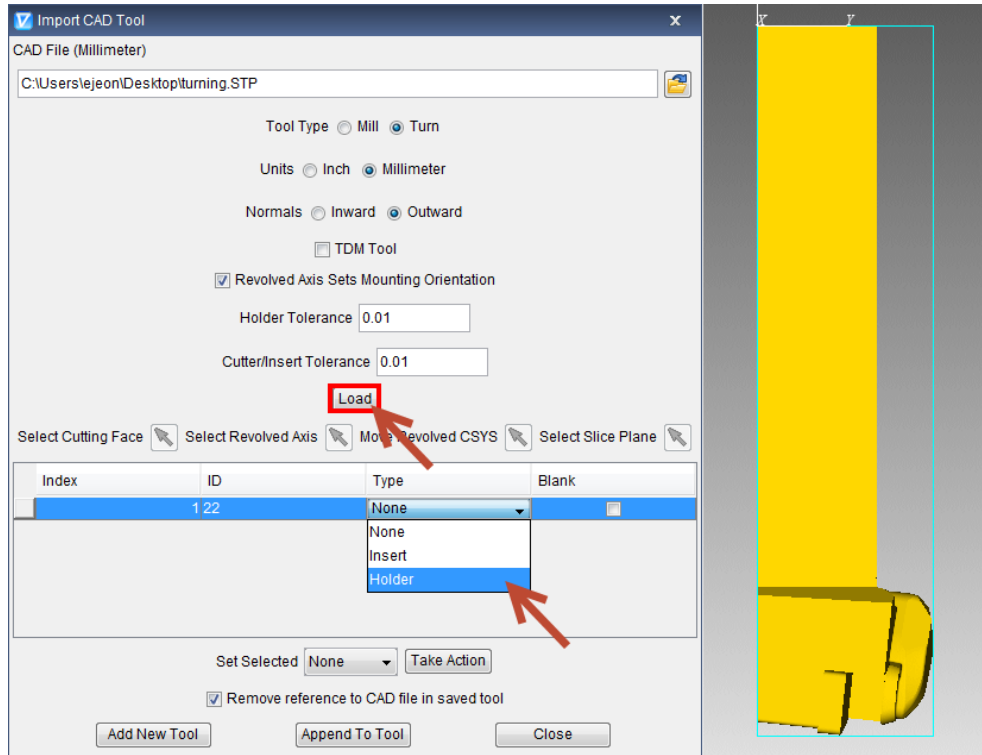 Import CAD Tool
x
CAD File (Millimeter)
C:\Users\ejeon\Desktop\turning.STP
Tool Type Mill Turn
Units Inch Millimeter
Normals Inward Outward
TDM Tool
Revolved Axis Sets Mounting Orientation
Holder Tolerance 0.01
Cutter/Insert Tolerance 0.01
Load
Select Cutting Face Select Revolved Axis Move Revolved CSYS Select Slice Plane
Index ID Type Blank
1 22 None
None
Insert
Holder
Set Selected None Take Action
Remove reference to CAD file in saved tool
Add New Tool Append To Tool Close
X Y